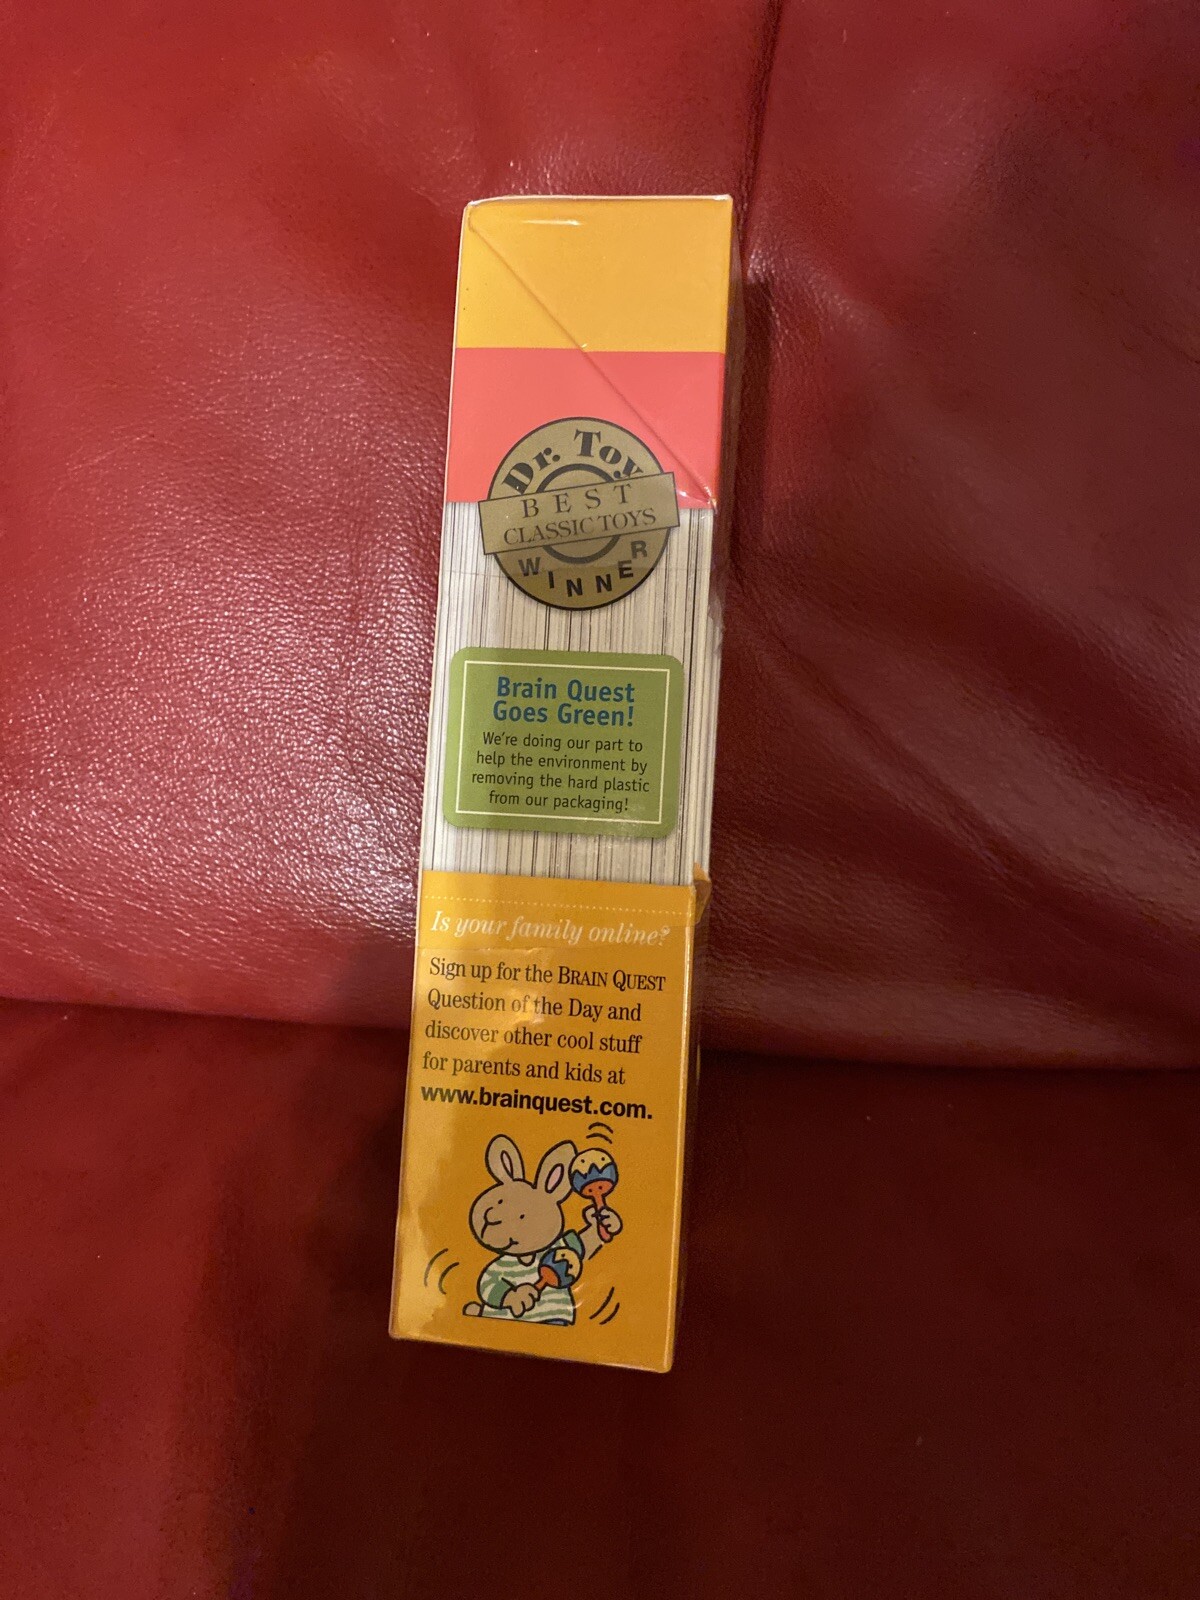 Dr. Toy
BEST
CLASSIC TOYS
WINNER
Brain Quest
Goes Green!
We're doing our part to
help the environment by
removing the hard plastic
from our packaging!
Is your family online?
Sign up for the BRAIN QUEST
Question of the Day and
discover other cool stuff
for parents and kids at
www.brainquest.com.